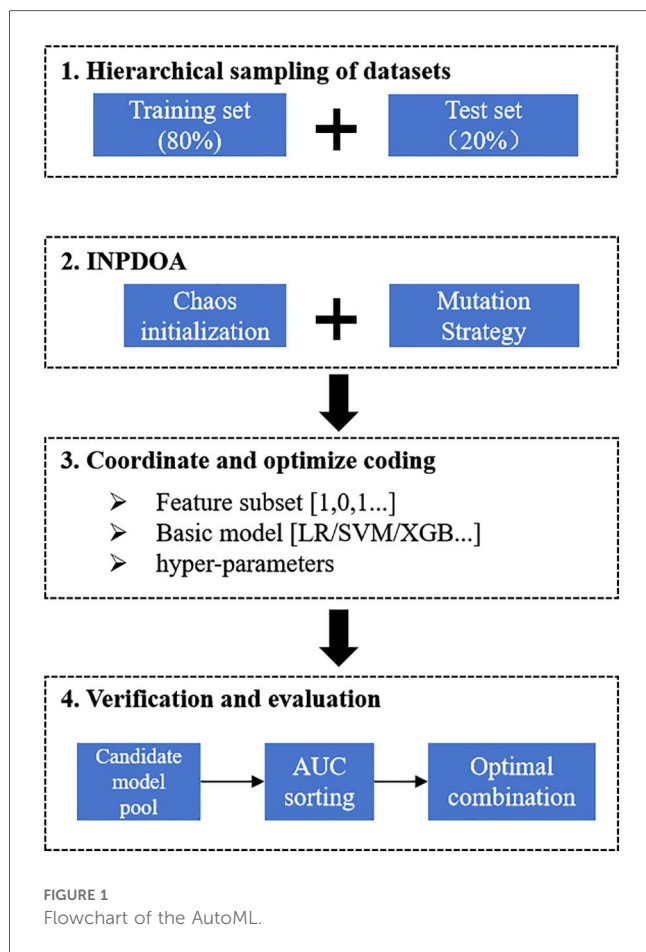 1. Hierarchical sampling of datasets
Training set
(80%)
+
Test set
（20%）
2. INPDOA
Chaos
initialization
+
Mutation
Strategy
3. Coordinate and optimize coding
➢ Feature subset [1,0,1...]
➢ Basic model [LR/SVM/XGB...]
➢ hyper-parameters
4. Verification and evaluation
Candidate
model
pool
AUC
sorting
Optimal
combination
FIGURE 1
Flowchart of the AutoML.